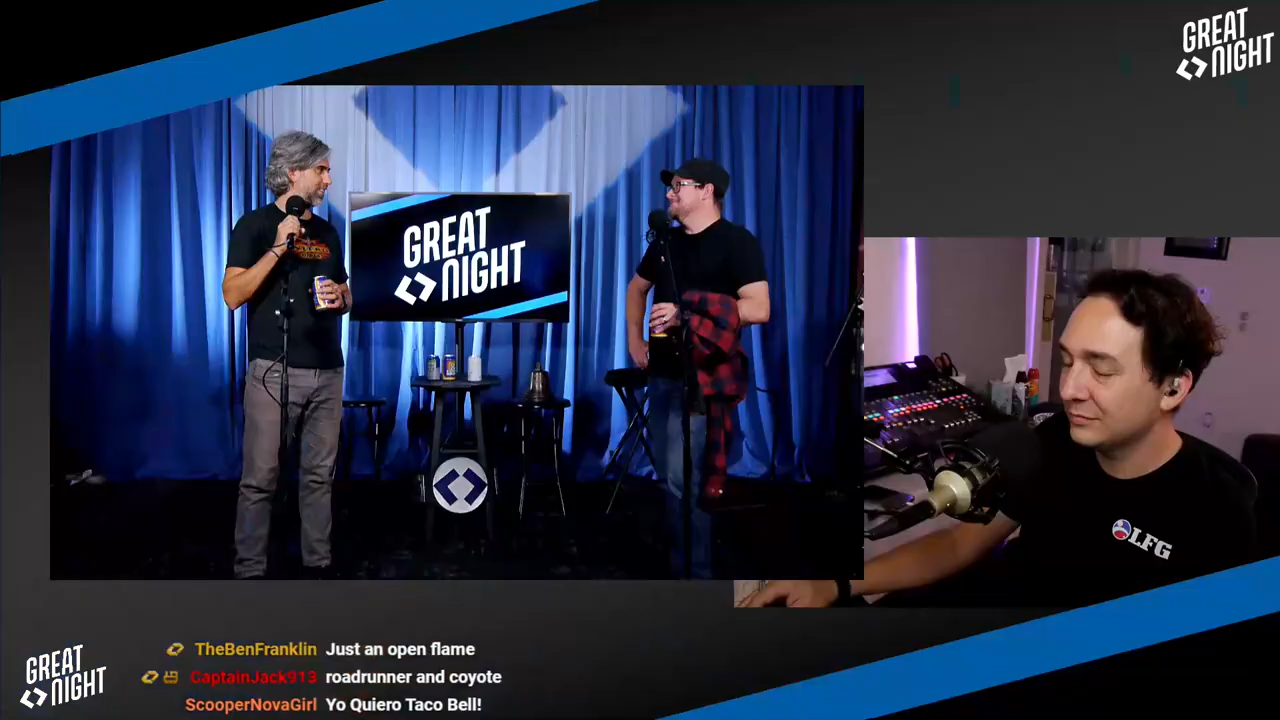 GREAT
NIGHT
GREAT
NIGHT
LFG
TheBenFranklin Just an open flame
CaptainJack913 roadrunner and coyote
ScooperNovaGirl Yo Quiero Taco Bell!
GREAT
NIGHT